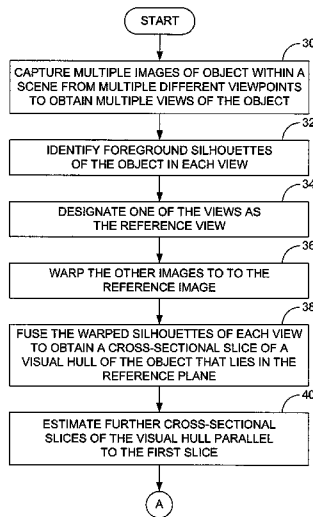 START
30
CAPTURE MULTIPLE IMAGES OF OBJECT WITHIN A
SCENE FROM MULTIPLE DIFFERENT VIEWPOINTS
TO OBTAIN MULTIPLE VIEWS OF THE OBJECT
32
IDENTIFY FOREGROUND SILHOUETTES
OF THE OBJECT IN EACH VIEW
34
DESIGNATE ONE OF THE VIEWS AS
THE REFERENCE VIEW
36
WARP THE OTHER IMAGES TO TO THE
REFERENCE IMAGE
38
FUSE THE WARPED SILHOUETTES OF EACH VIEW
TO OBTAIN A CROSS-SECTIONAL SLICE OF A
VISUAL HULL OF THE OBJECT THAT LIES IN THE
REFERENCE PLANE
40
ESTIMATE FURTHER CROSS-SECTIONAL
SLICES OF THE VISUAL HULL PARALLEL
TO THE FIRST SLICE
A